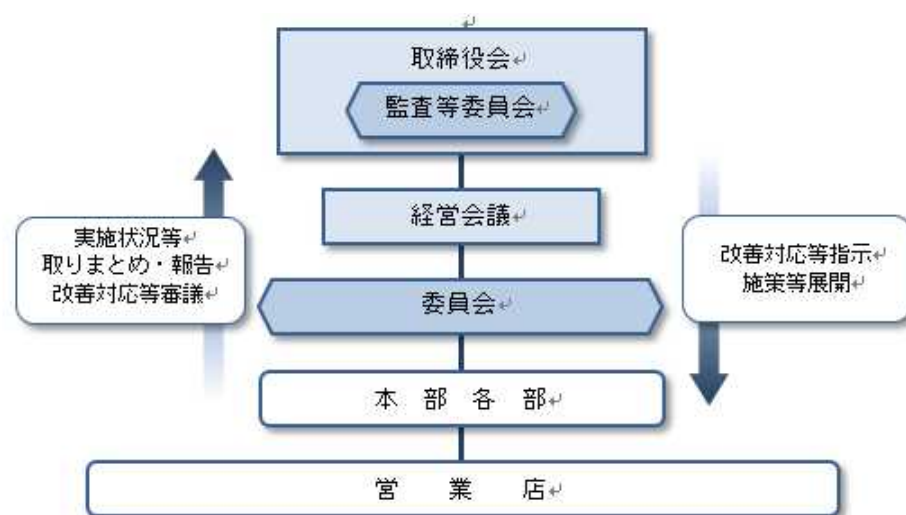 取締役会
監査等委員会
経営会議
実施状況等
取りまとめ・報告
改善対応等審議
改善対応等指示
施策等展開
委員会
本　部　各　部
営　　業　　店